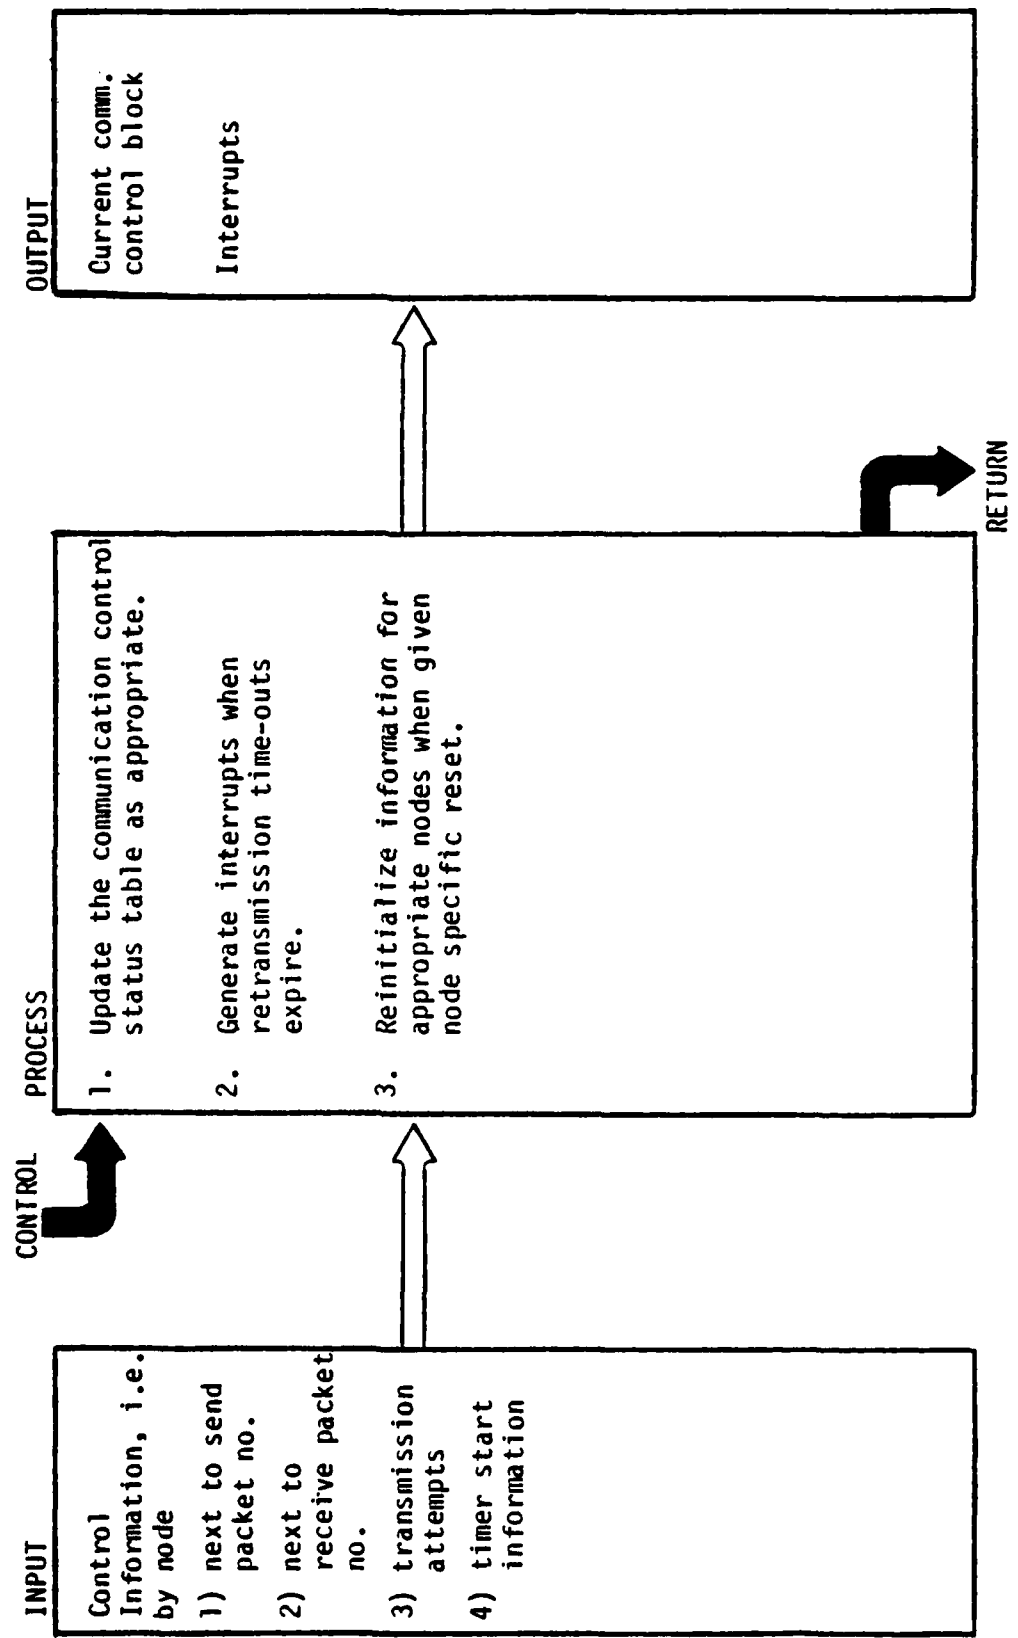 INPUT
Control
Information, i.e.
by node
1) next to send
packet no.
2) next to
receive packet
no.
3) transmission
attempts
4) timer start
information
CONTROL
PROCESS
1. Update the communication control
status table as appropriate.
2. Generate interrupts when
retransmission time-outs
expire.
3. Reinitialize information for
appropriate nodes when given
node specific reset.
RETURN
OUTPUT
Current comm.
control block
Interrupts